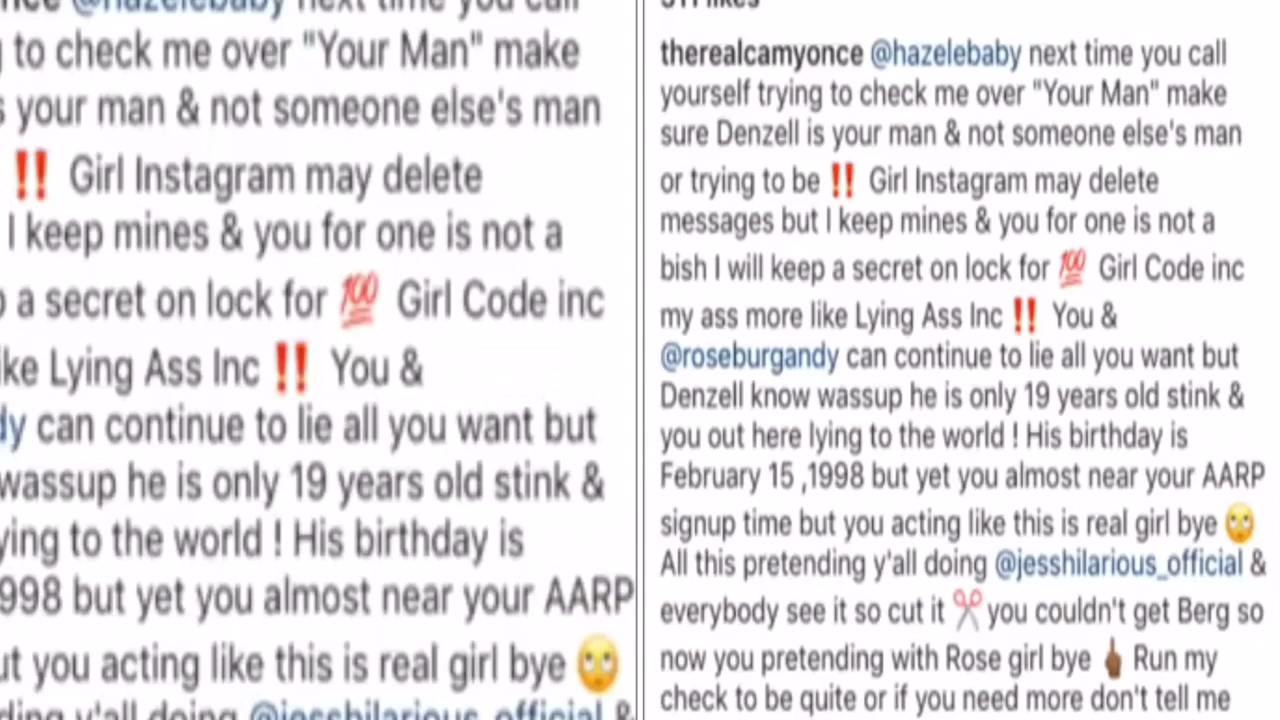 @hazelebaby next time you call
to check me over "Your Man" make
s your man & not someone else's man
‼️ Girl Instagram may delete
I keep mines & you for one is not a
a secret on lock for 💯 Girl Code inc
ike Lying Ass Inc ‼️ You &
dy can continue to lie all you want but
wassup he is only 19 years old stink &
ying to the world ! His birthday is
998 but yet you almost near your AARP
ut you acting like this is real girl bye 🙄
ding y'all doing @jesshilarious_official &
therealcamyonce @hazelebaby next time you call
yourself trying to check me over "Your Man" make
sure Denzell is your man & not someone else's man
or trying to be ‼️ Girl Instagram may delete
messages but I keep mines & you for one is not a
bish I will keep a secret on lock for 💯 Girl Code inc
my ass more like Lying Ass Inc ‼️ You &
@roseburgandy can continue to lie all you want but
Denzell know wassup he is only 19 years old stink &
you out here lying to the world ! His birthday is
February 15 ,1998 but yet you almost near your AARP
signup time but you acting like this is real girl bye 🙄
All this pretending y'all doing @jesshilarious_official &
everybody see it so cut it ✂️ you couldn't get Berg so
now you pretending with Rose girl bye 🖕🏾 Run my
check to be quite or if you need more don't tell me